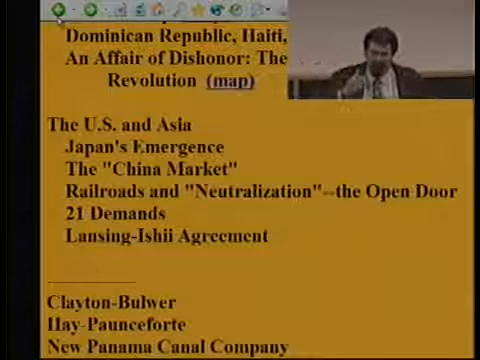 Dominican Republic, Haiti,
An Affair of Dishonor: The
Revolution (map)
The U.S. and Asia
Japan's Emergence
The "China Market"
Railroads and "Neutralization"--the Open Door
21 Demands
Lansing-Ishii Agreement
Clayton-Bulwer
Hay-Paunceforte
New Panama Canal Company